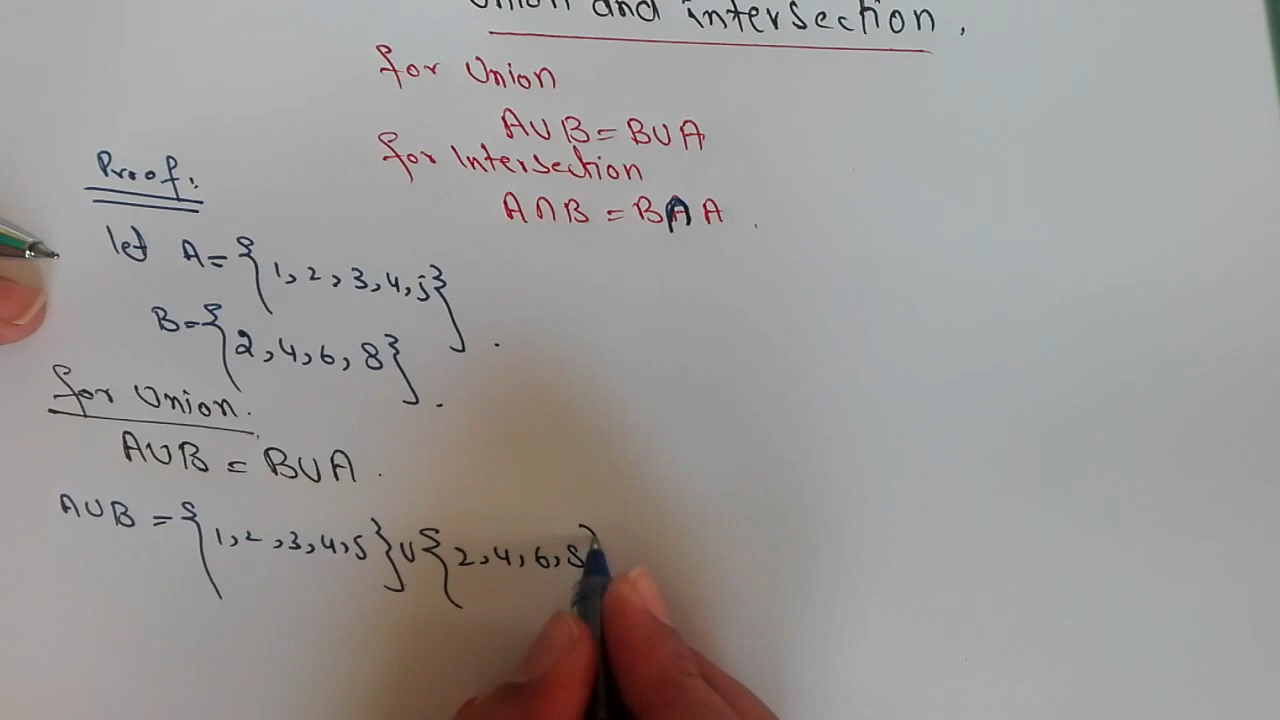 Union and intersection.
for Union
A∪B = B∪A
for Intersection
A∩B = B∩A.
Proof:
let A = {1, 2, 3, 4, 5}.
B = {2, 4, 6, 8}.
for Union.
A∪B = B∪A.
A∪B = {1, 2, 3, 4, 5} ∪ {2, 4, 6, 8}